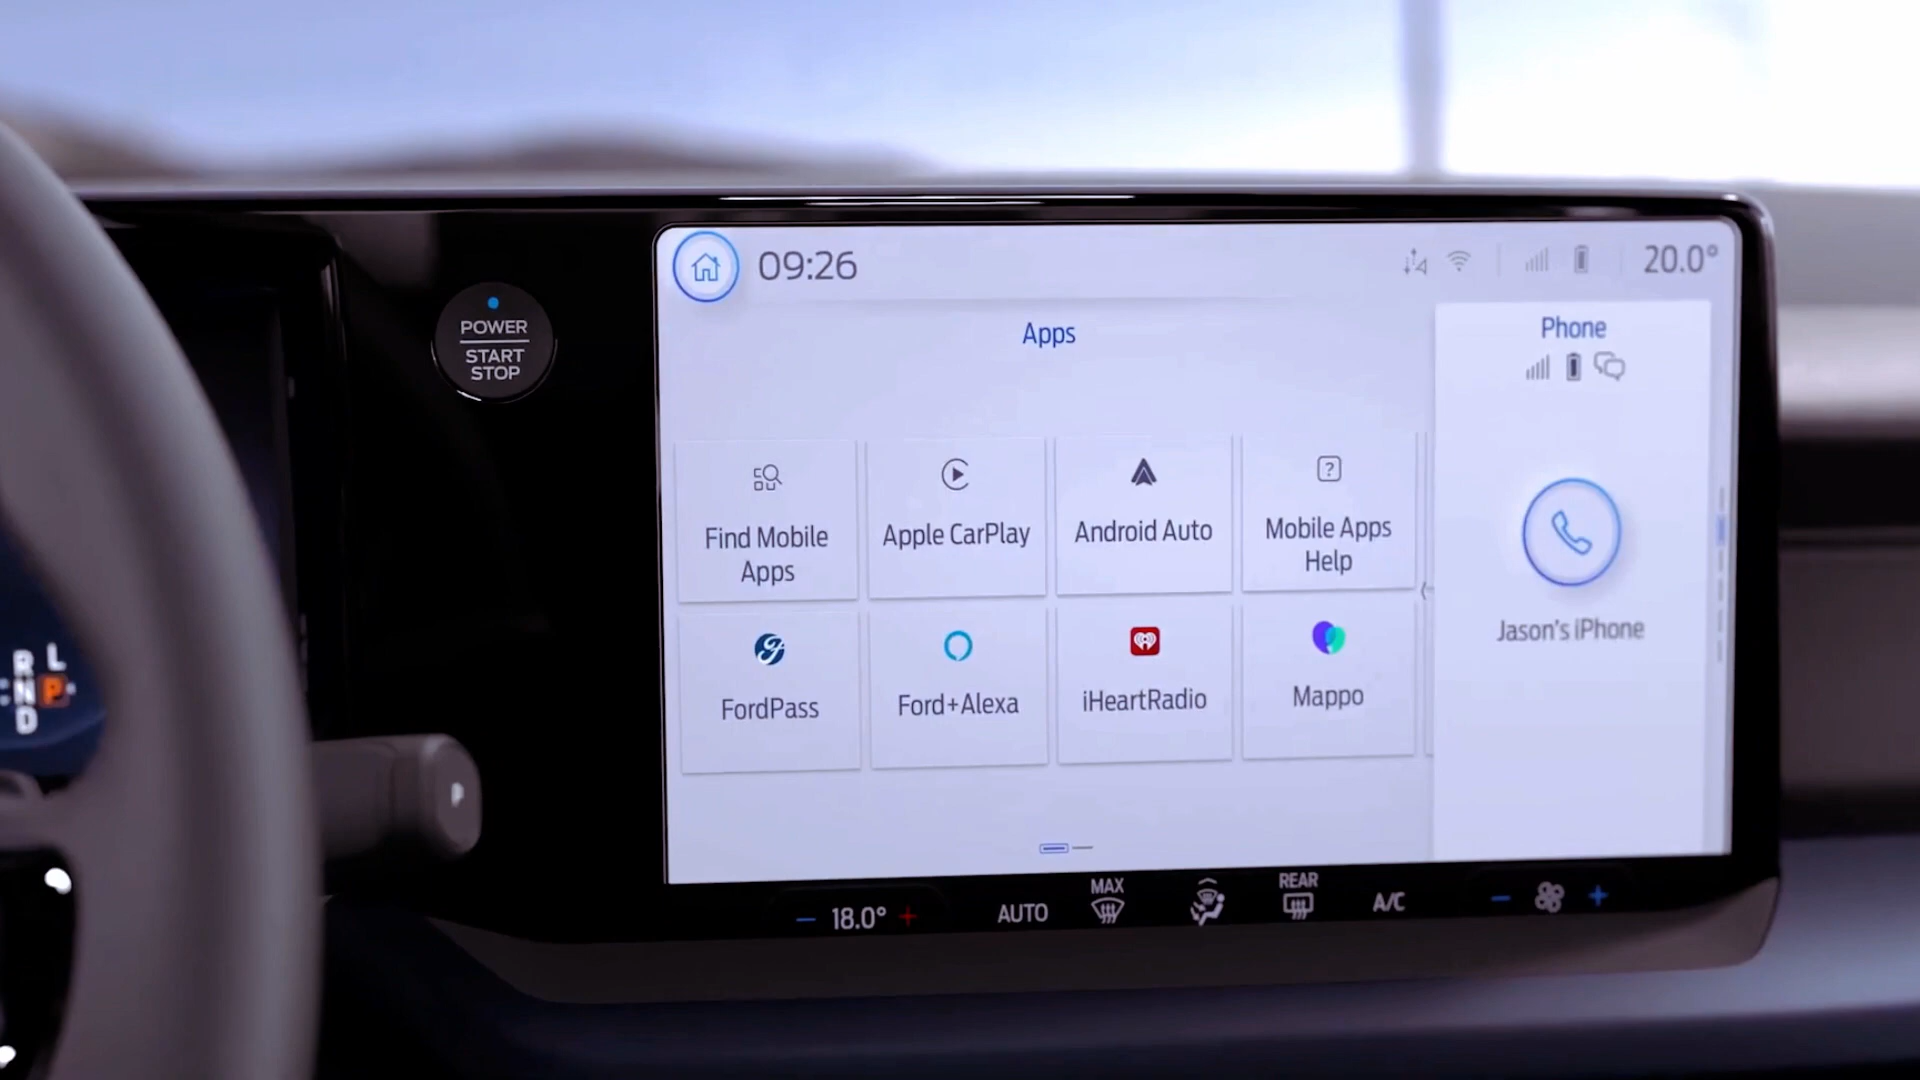 09:26
20.0°
POWER
START
STOP
Apps
Phone
Find Mobile
Apps
Apple CarPlay
Android Auto
Mobile Apps
Help
?
Jason's iPhone
FordPass
Ford+Alexa
iHeartRadio
Mappo
R L
N P
D
P
18.0°
AUTO
MAX
REAR
A/C